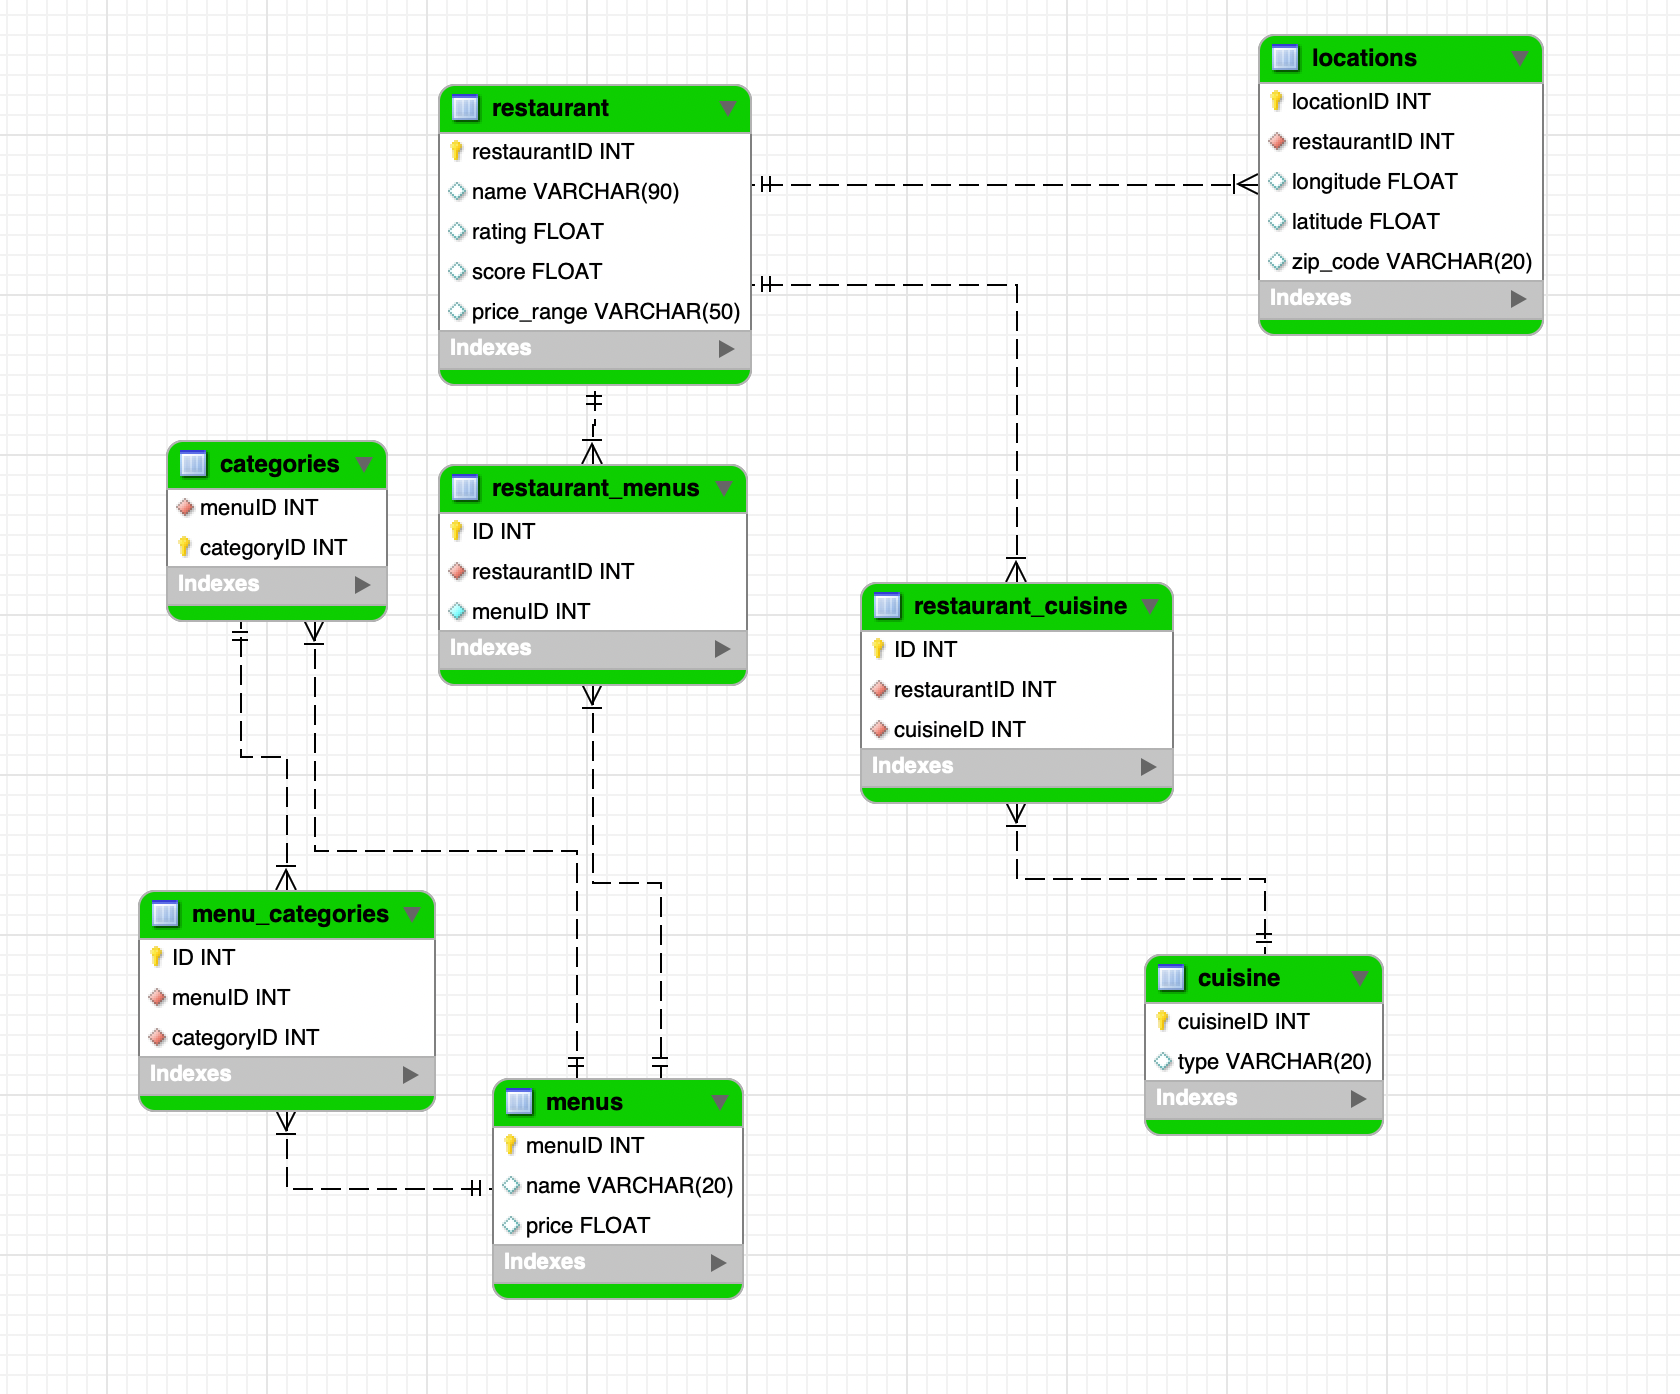 locations
locationID INT
restaurantID INT
longitude FLOAT
latitude FLOAT
zip_code VARCHAR(20)
Indexes
restaurant
restaurantID INT
name VARCHAR(90)
rating FLOAT
score FLOAT
price_range VARCHAR(50)
Indexes
categories
menuID INT
categoryID INT
Indexes
restaurant_menus
ID INT
restaurantID INT
menuID INT
Indexes
restaurant_cuisine
ID INT
restaurantID INT
cuisineID INT
Indexes
menu_categories
ID INT
menuID INT
categoryID INT
Indexes
cuisine
cuisineID INT
type VARCHAR(20)
Indexes
menus
menuID INT
name VARCHAR(20)
price FLOAT
Indexes